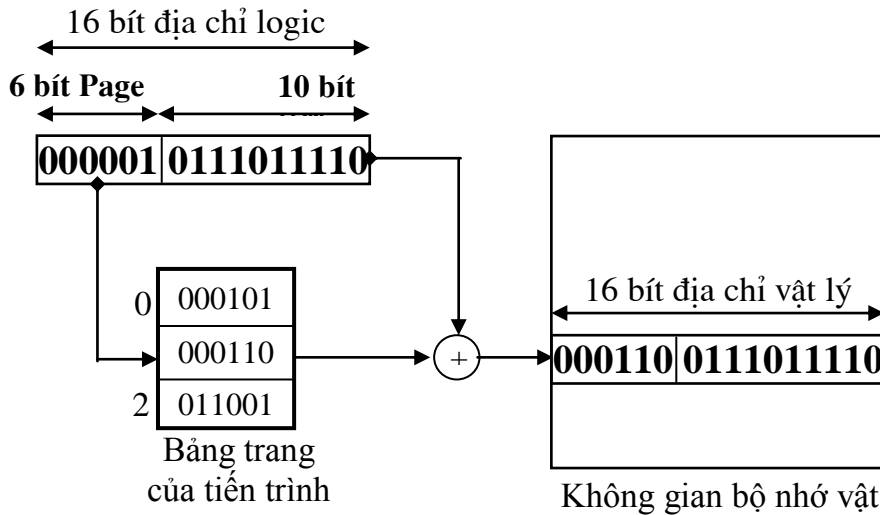 16 bít địa chỉ logic
6 bít Page 10 bít
000001 0111011110
0 000101
000110
2 011001
+
16 bít địa chỉ vật lý
000110 0111011110
Bảng trang
của tiến trình
Không gian bộ nhớ vật